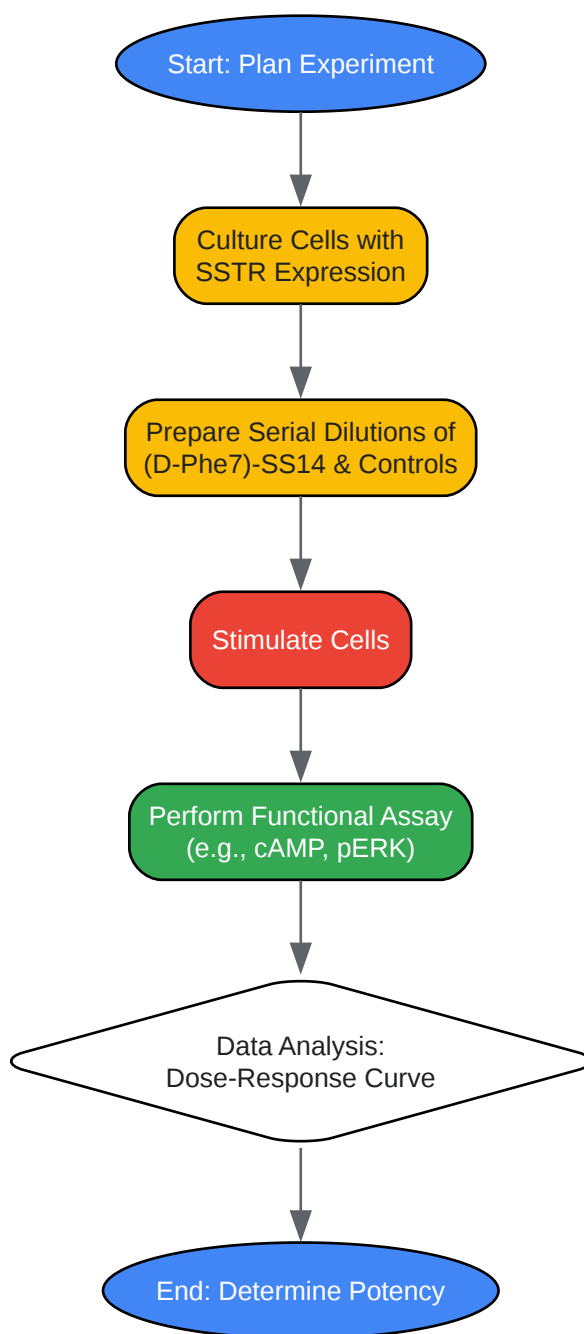 Start: Plan Experiment
Culture Cells with
SSTR Expression
Prepare Serial Dilutions of
(D-Phe7)-SS14 & Controls
Stimulate Cells
Perform Functional Assay
(e.g., cAMP, pERK)
Data Analysis:
Dose-Response Curve
End: Determine Potency